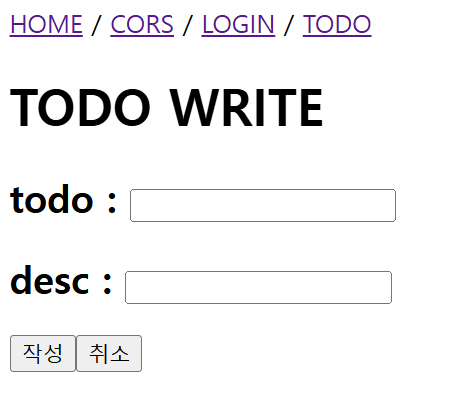 HOME / CORS / LOGIN / TODO
TODO WRITE
todo :
desc :
작성 취소